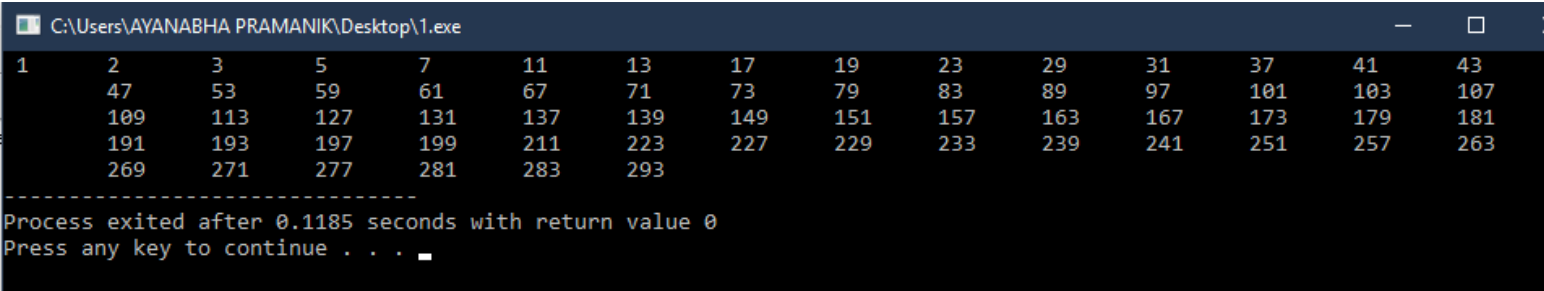 C:\Users\AYANABHA PRAMANIK\Desktop\1.exe
1 2 3 5 7 11 13 17 19 23 29 31 37 41 43
47 53 59 61 67 71 73 79 83 89 97 101 103 107
109 113 127 131 137 139 149 151 157 163 167 173 179 181
191 193 197 199 211 223 227 229 233 239 241 251 257 263
269 271 277 281 283 293
--------------------------------
Process exited after 0.1185 seconds with return value 0
Press any key to continue . . .